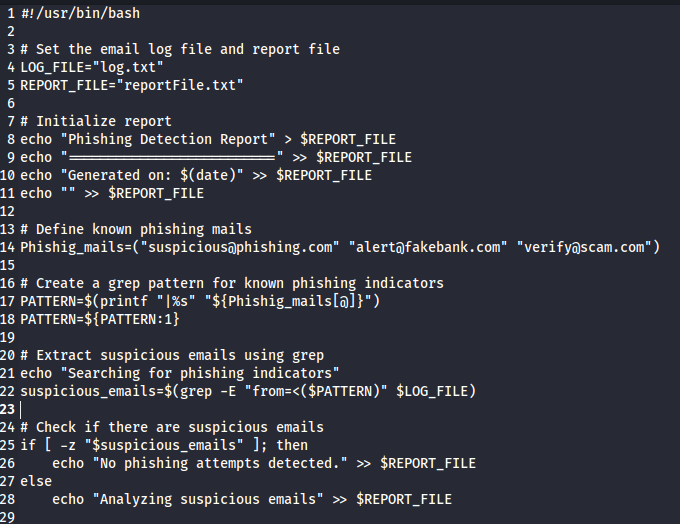 1 #!/usr/bin/bash
2
3 # Set the email log file and report file
4 LOG_FILE="log.txt"
5 REPORT_FILE="reportFile.txt"
6
7 # Initialize report
8 echo "Phishing Detection Report" > $REPORT_FILE
9 echo "==========================" >> $REPORT_FILE
10 echo "Generated on: $(date)" >> $REPORT_FILE
11 echo "" >> $REPORT_FILE
12
13 # Define known phishing mails
14 Phishig_mails=("suspicious@phishing.com" "alert@fakebank.com" "verify@scam.com")
15
16 # Create a grep pattern for known phishing indicators
17 PATTERN=$(printf "|%s" "${Phishig_mails[@]}")
18 PATTERN=${PATTERN:1}
19
20 # Extract suspicious emails using grep
21 echo "Searching for phishing indicators"
22 suspicious_emails=$(grep -E "from=<($PATTERN)" $LOG_FILE)
23
24 # Check if there are suspicious emails
25 if [ -z "$suspicious_emails" ]; then
26     echo "No phishing attempts detected." >> $REPORT_FILE
27 else
28     echo "Analyzing suspicious emails" >> $REPORT_FILE
29